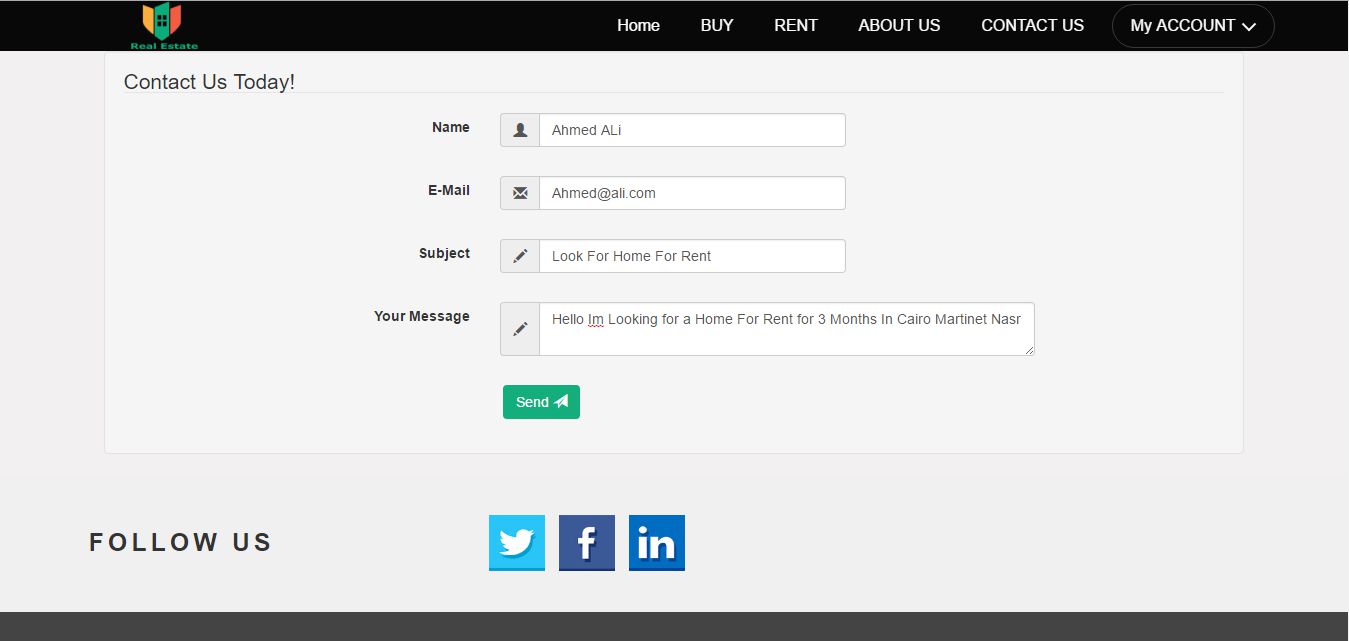 Real Estate
Home BUY RENT ABOUT US CONTACT US My ACCOUNT
Contact Us Today!
Name Ahmed ALi
E-Mail Ahmed@ali.com
Subject Look For Home For Rent
Your Message Hello Im Looking for a Home For Rent for 3 Months In Cairo Martinet Nasr
Send
FOLLOW US
f
in